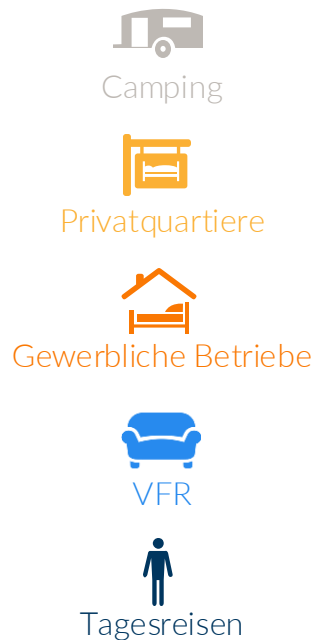 Camping
Privatquartiere
Gewerbliche Betriebe
VFR
Tagesreisen